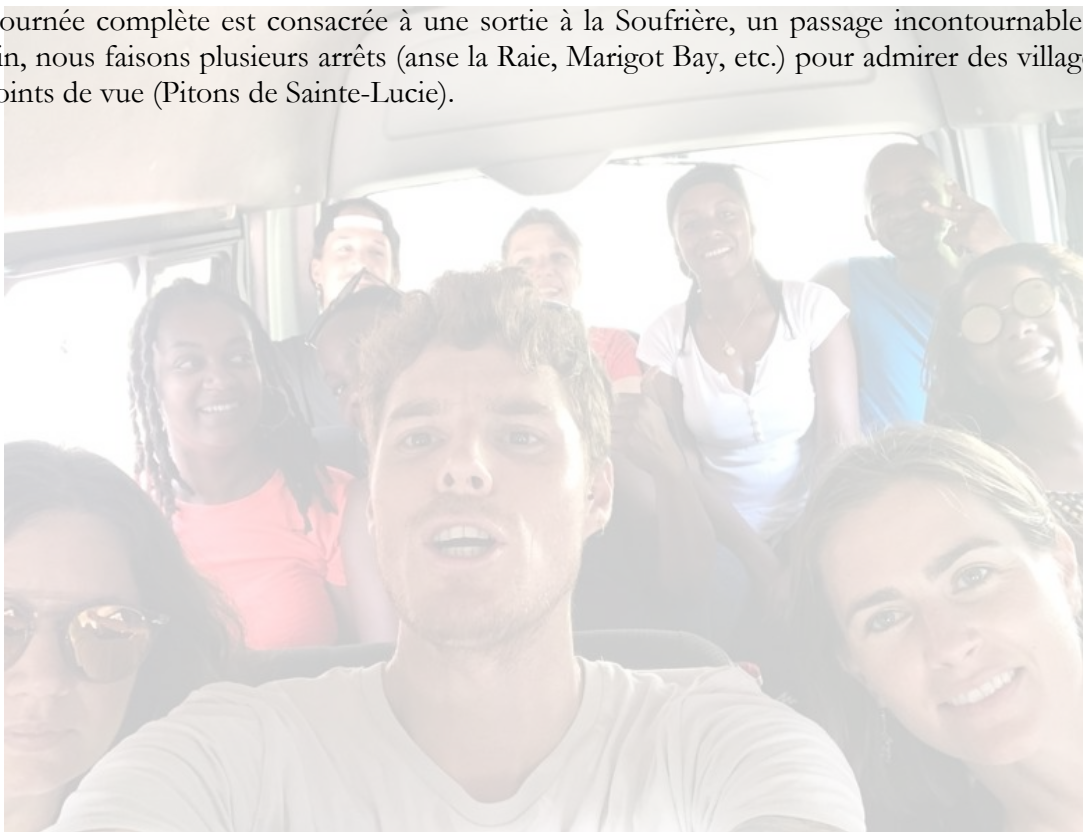 ournée complète est consacrée à une sortie à la Soufrière, un passage incontournable
in, nous faisons plusieurs arrêts (anse la Raie, Marigot Bay, etc.) pour admirer des villag
oints de vue (Pitons de Sainte-Lucie).